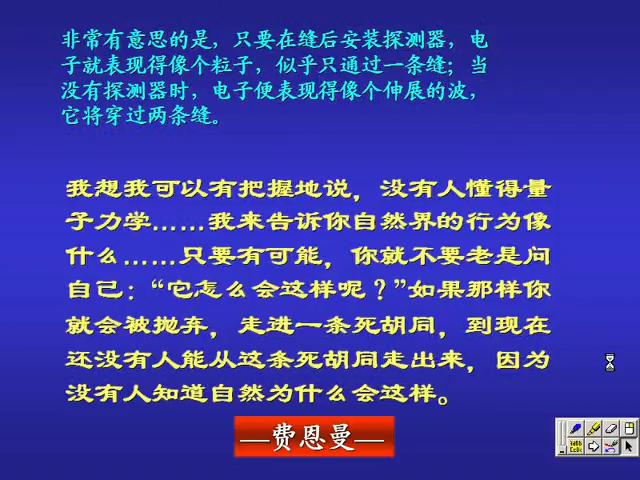 非常有意思的是，只要在缝后安装探测器，电
子就表现得像个粒子，似乎只通过一条缝；当
没有探测器时，电子便表现得像个伸展的波，
它将穿过两条缝。
我想我可以有把握地说，没有人懂得量
子力学……我来告诉你自然界的行为像
什么……只要有可能，你就不要老是问
自己：“它怎么会这样呢？”如果那样你
就会被抛弃，走进一条死胡同，到现在
还没有人能从这条死胡同走出来，因为
没有人知道自然为什么会这样。
—费恩曼—